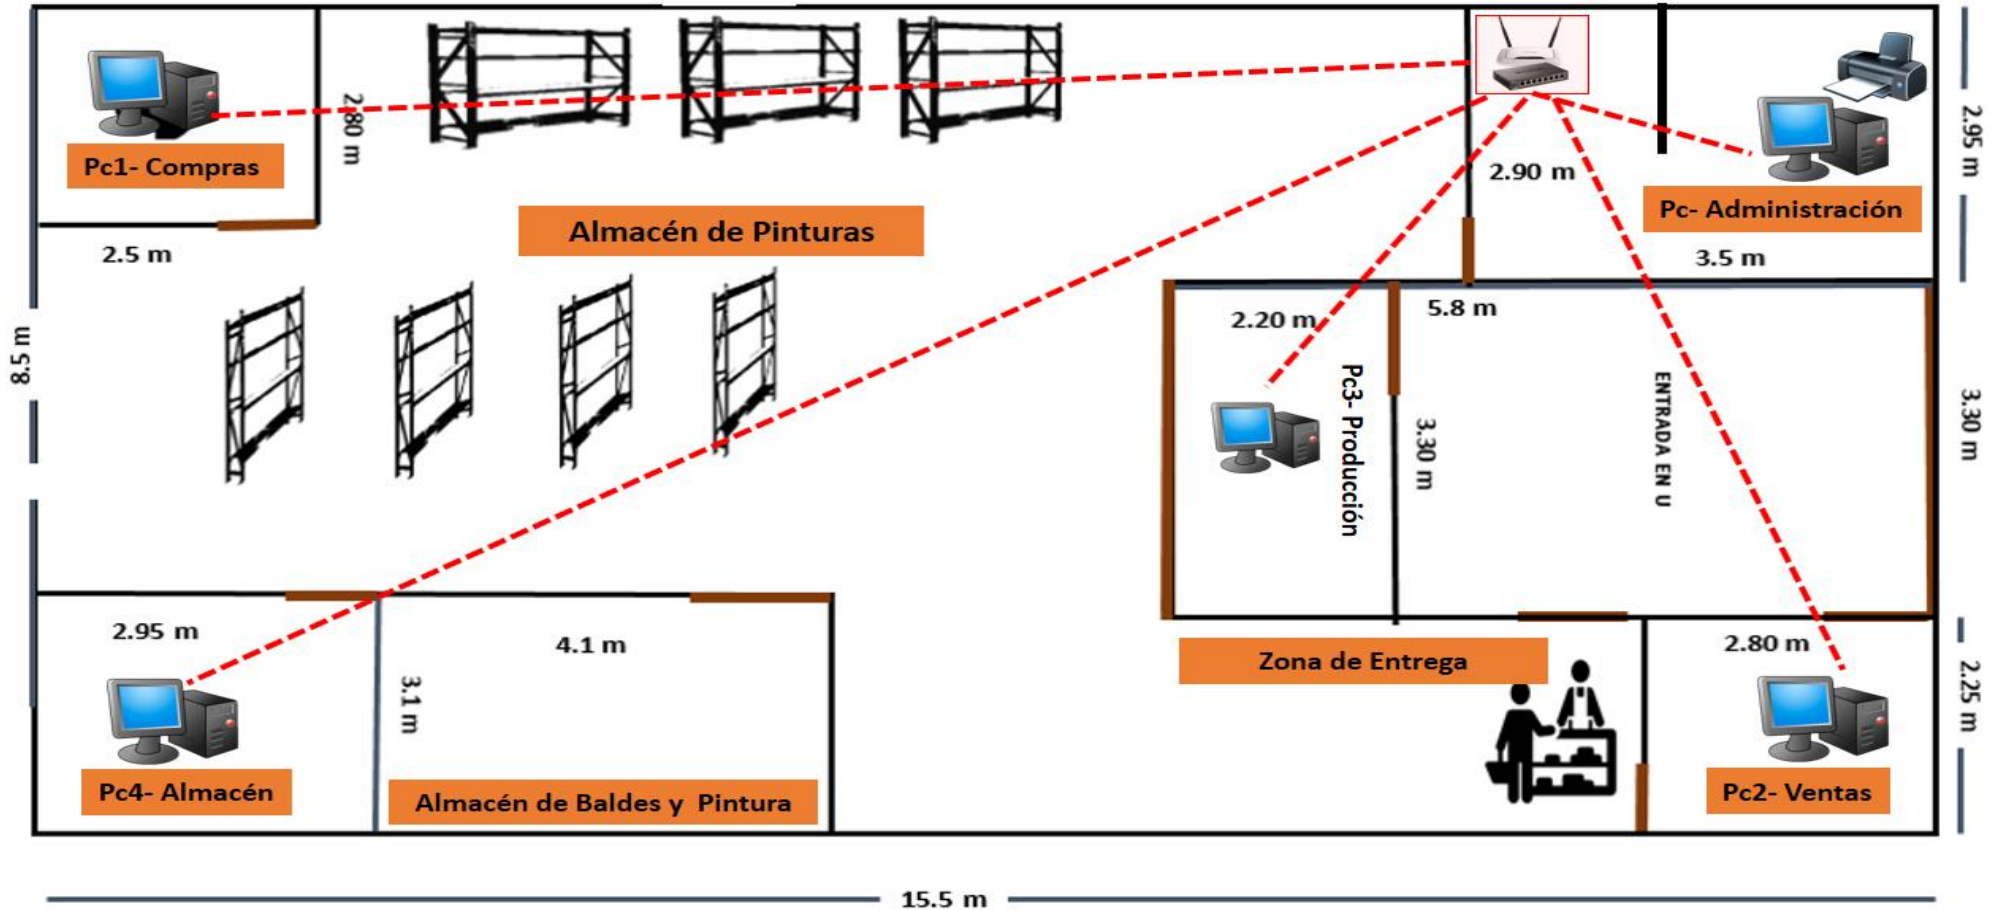 Pc1- Compras
2.80 m
2.5 m
Almacén de Pinturas
2.90 m
Pc- Administración
3.5 m
2.95 m
8.5 m
2.20 m
5.8 m
Pc3- Producción
3.30 m
ENTRADA EN U
3.30 m
2.95 m
4.1 m
3.1 m
Pc4- Almacén
Almacén de Baldes y Pintura
Zona de Entrega
2.80 m
2.25 m
Pc2- Ventas
15.5 m